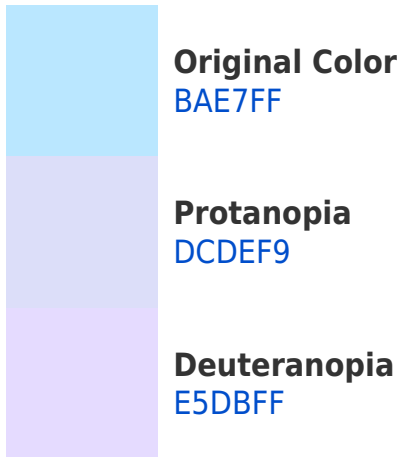 Original Color
BAE7FF
Protanopia
DCDEF9
Deuteranopia
E5DBFF